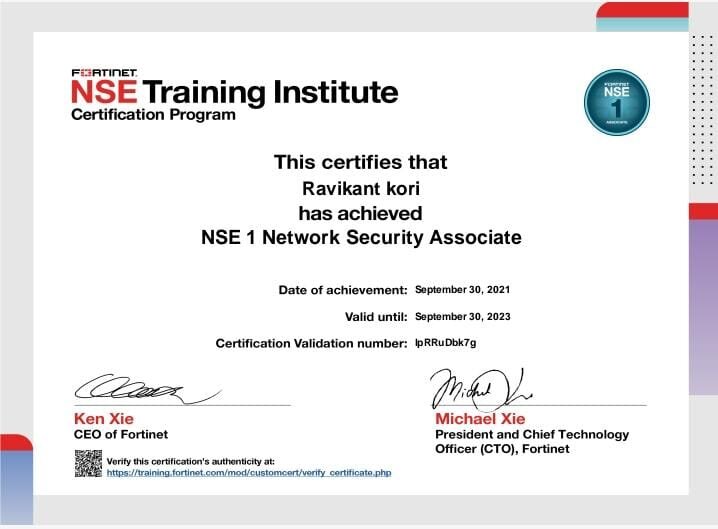 FORTINET
NSE Training Institute
Certification Program
FORTINET
NSE
1
ASSOCIATE
This certifies that
Ravikant kori
has achieved
NSE 1 Network Security Associate
Date of achievement: September 30, 2021
Valid until: September 30, 2023
Certification Validation number: lpRRuDbk7g
Ken Xie
CEO of Fortinet
Michael Xie
President and Chief Technology
Officer (CTO), Fortinet
Verify this certification's authenticity at:
https://training.fortinet.com/mod/customcert/verify_certificate.php